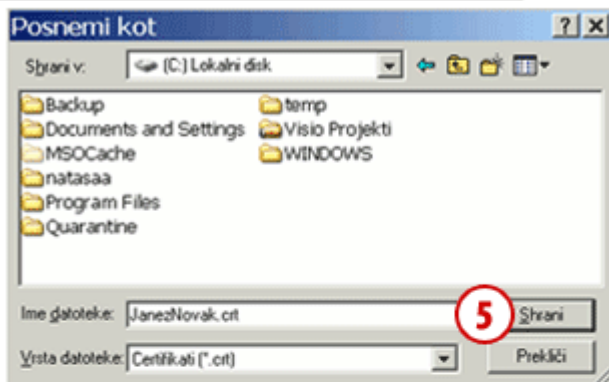 Posnemi kot
Shrani v: (C:) Lokalni disk
Backup
Documents and Settings
MSOCache
natasaa
Program Files
Quarantine
temp
Visio Projekti
WINDOWS
Ime datoteke: JanezNovak.crt
5 Shrani
Vrsta datoteke: Certifikati (*.crt)
Prekliči